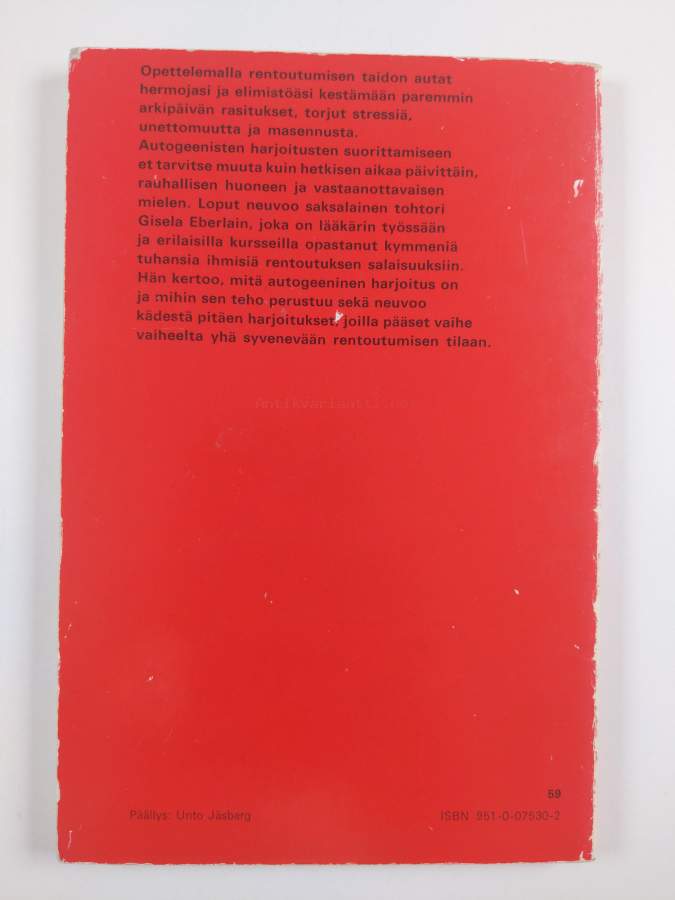 Opettelemalla rentoutumisen taidon autat
hermojasi ja elimistöäsi kestämään paremmin
arkipäivän rasitukset, torjut stressiä,
unettomuutta ja masennusta.
Autogeenisten harjoitusten suorittamiseen
et tarvitse muuta kuin hetkisen aikaa päivittäin,
rauhallisen huoneen ja vastaanottavaisen
mielen. Loput neuvoo saksalainen tohtori
Gisela Eberlain, joka on lääkärin työssään
ja erilaisilla kursseilla opastanut kymmeniä
tuhansia ihmisiä rentoutuksen salaisuuksiin.
Hän kertoo, mitä autogeeninen harjoitus on
ja mihin sen teho perustuu sekä neuvoo
kädestä pitäen harjoitukset, joilla pääset vaihe
vaiheelta yhä syvenevään rentoutumisen tilaan.
59
Päällys: Unto Jäsberg
ISBN 951-0-07530-2